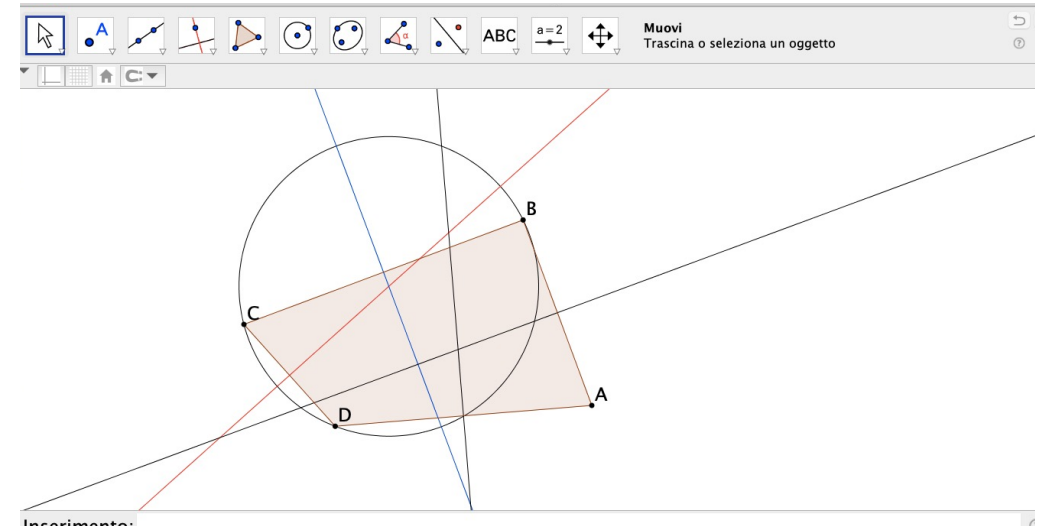 A
α
ABC
a=2
Muovi
Trascina o seleziona un oggetto
B
C
A
D
Inserimento: